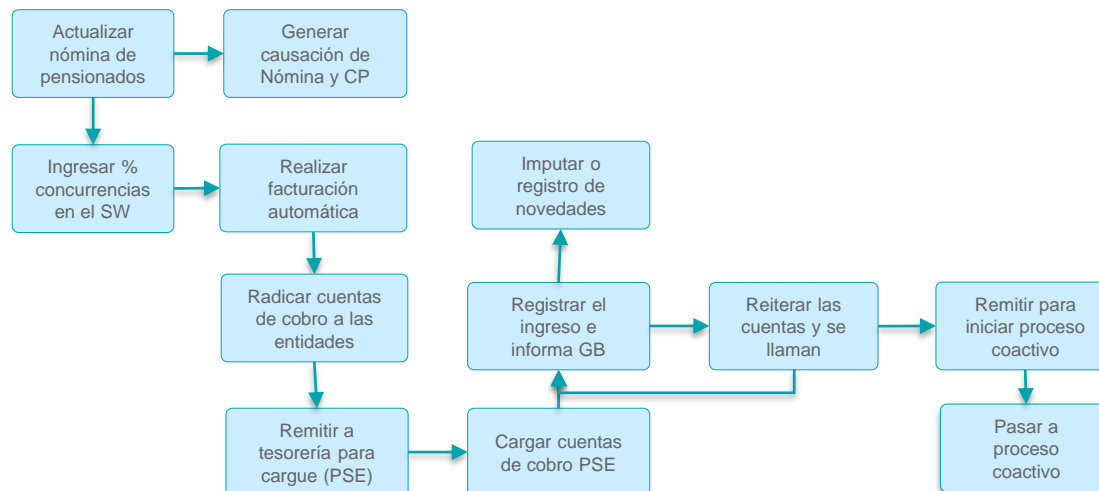 Actualizar
nómina de
pensionados
Generar
causación de
Nómina y CP
Ingresar %
concurrencias
en el SW
Realizar
facturación
automática
Imputar o
registro de
novedades
Radicar cuentas
de cobro a las
entidades
Registrar el
ingreso e
informa GB
Reiterar las
cuentas y se
llaman
Remitir para
iniciar proceso
coactivo
Remitir a
tesorería para
cargue (PSE)
Cargar cuentas
de cobro PSE
Pasar a
proceso
coactivo